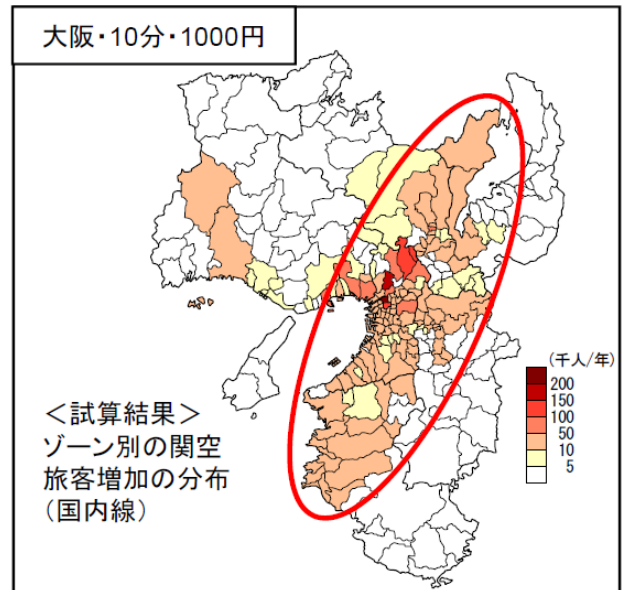 大阪・10分・1000円
(千人/年)
200
150
100
50
10
5
＜試算結果＞
ゾーン別の関空
旅客増加の分布
(国内線)